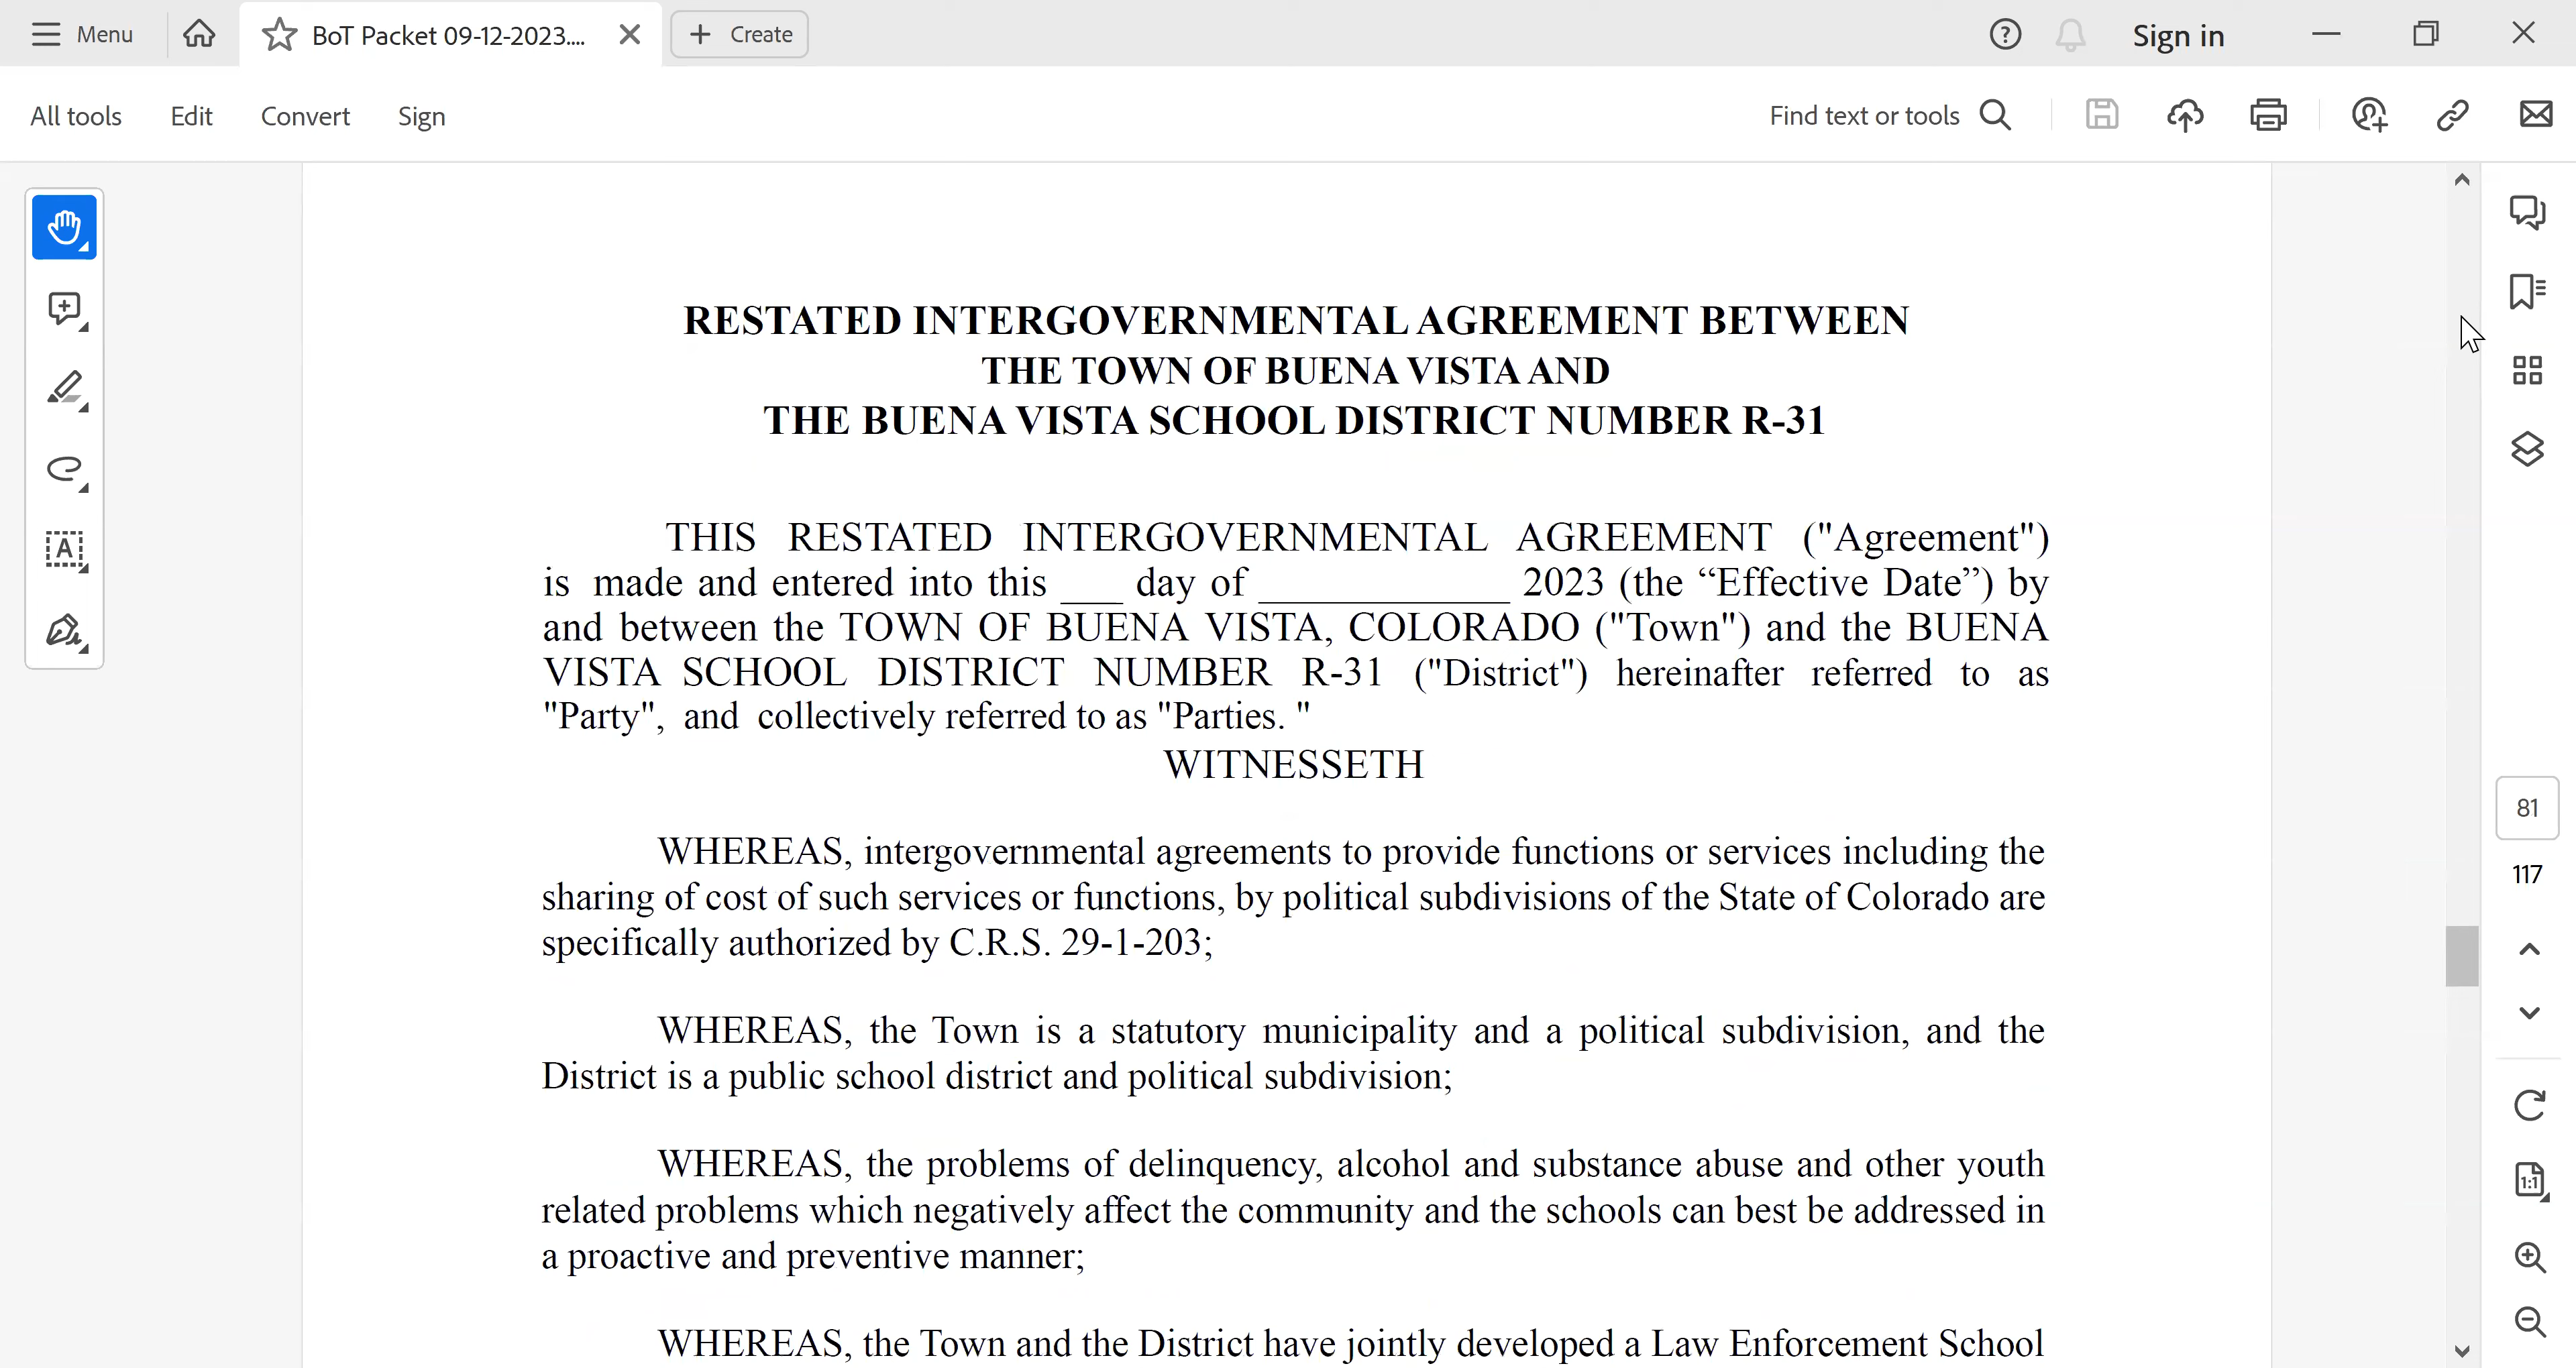 Menu
BoT Packet 09-12-2023....
Create
Sign in
All tools
Edit
Convert
Sign
Find text or tools
RESTATED INTERGOVERNMENTAL AGREEMENT BETWEEN
THE TOWN OF BUENA VISTA AND
THE BUENA VISTA SCHOOL DISTRICT NUMBER R-31
THIS RESTATED INTERGOVERNMENTAL AGREEMENT ("Agreement")
is made and entered into this ___ day of ____________ 2023 (the “Effective Date”) by
and between the TOWN OF BUENA VISTA, COLORADO ("Town") and the BUENA
VISTA SCHOOL DISTRICT NUMBER R-31 ("District") hereinafter referred to as
"Party", and collectively referred to as "Parties. "
WITNESSETH
WHEREAS, intergovernmental agreements to provide functions or services including the
sharing of cost of such services or functions, by political subdivisions of the State of Colorado are
specifically authorized by C.R.S. 29-1-203;
WHEREAS, the Town is a statutory municipality and a political subdivision, and the
District is a public school district and political subdivision;
WHEREAS, the problems of delinquency, alcohol and substance abuse and other youth
related problems which negatively affect the community and the schools can best be addressed in
a proactive and preventive manner;
WHEREAS, the Town and the District have jointly developed a Law Enforcement School
81
117
1:1